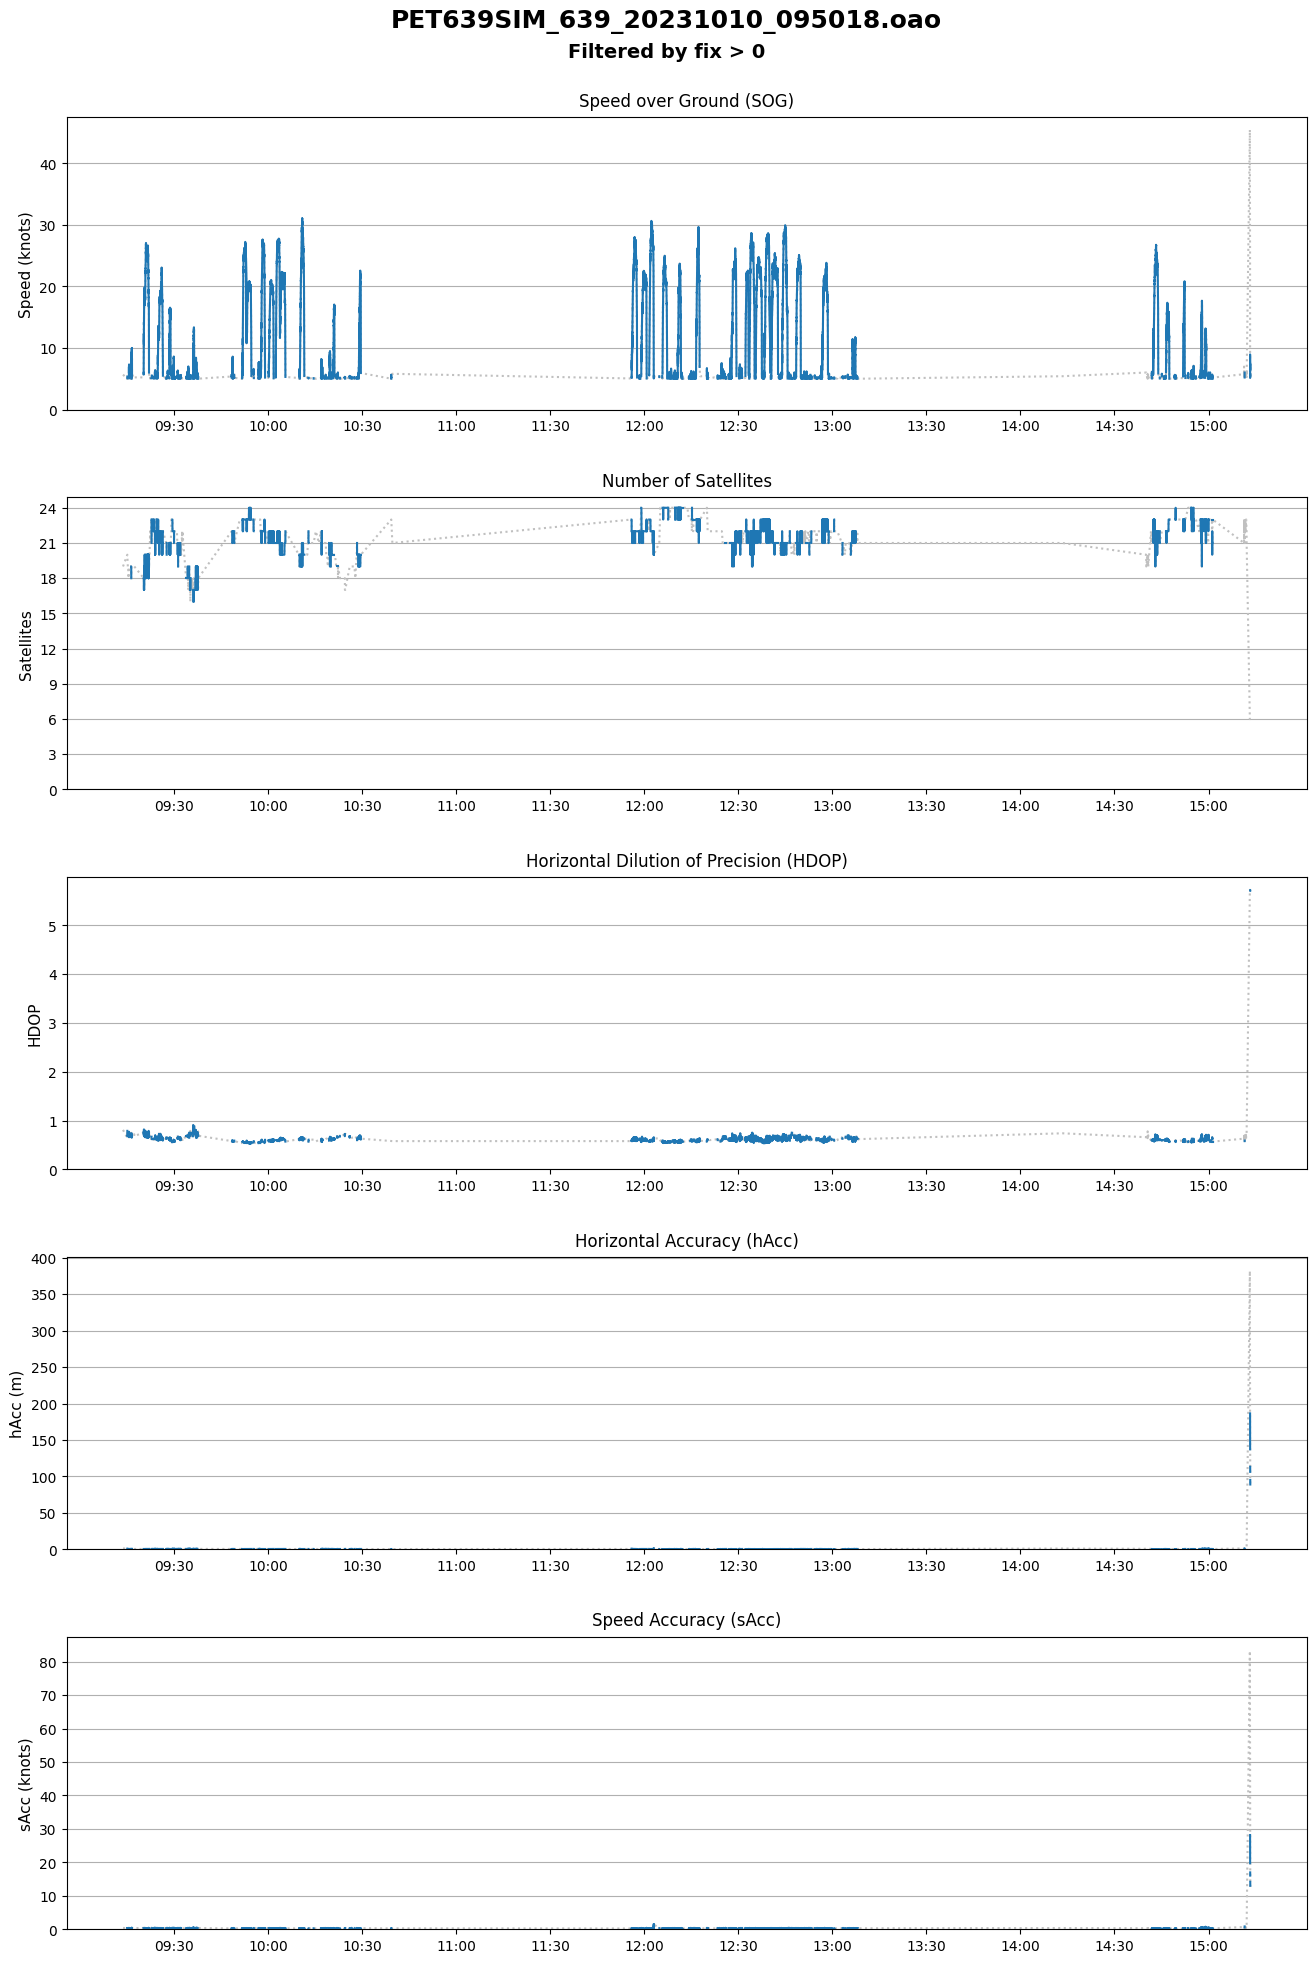 PET639SIM_639_20231010_095018.oao
Filtered by fix > 0
Speed over Ground (SOG)
Speed (knots)
40
30
20
10
0
09:30 10:00 10:30 11:00 11:30 12:00 12:30 13:00 13:30 14:00 14:30 15:00
Number of Satellites
Satellites
24
21
18
15
12
9
6
3
0
09:30 10:00 10:30 11:00 11:30 12:00 12:30 13:00 13:30 14:00 14:30 15:00
Horizontal Dilution of Precision (HDOP)
HDOP
5
4
3
2
1
0
09:30 10:00 10:30 11:00 11:30 12:00 12:30 13:00 13:30 14:00 14:30 15:00
Horizontal Accuracy (hAcc)
hAcc (m)
400
350
300
250
200
150
100
50
0
09:30 10:00 10:30 11:00 11:30 12:00 12:30 13:00 13:30 14:00 14:30 15:00
Speed Accuracy (sAcc)
sAcc (knots)
80
70
60
50
40
30
20
10
0
09:30 10:00 10:30 11:00 11:30 12:00 12:30 13:00 13:30 14:00 14:30 15:00